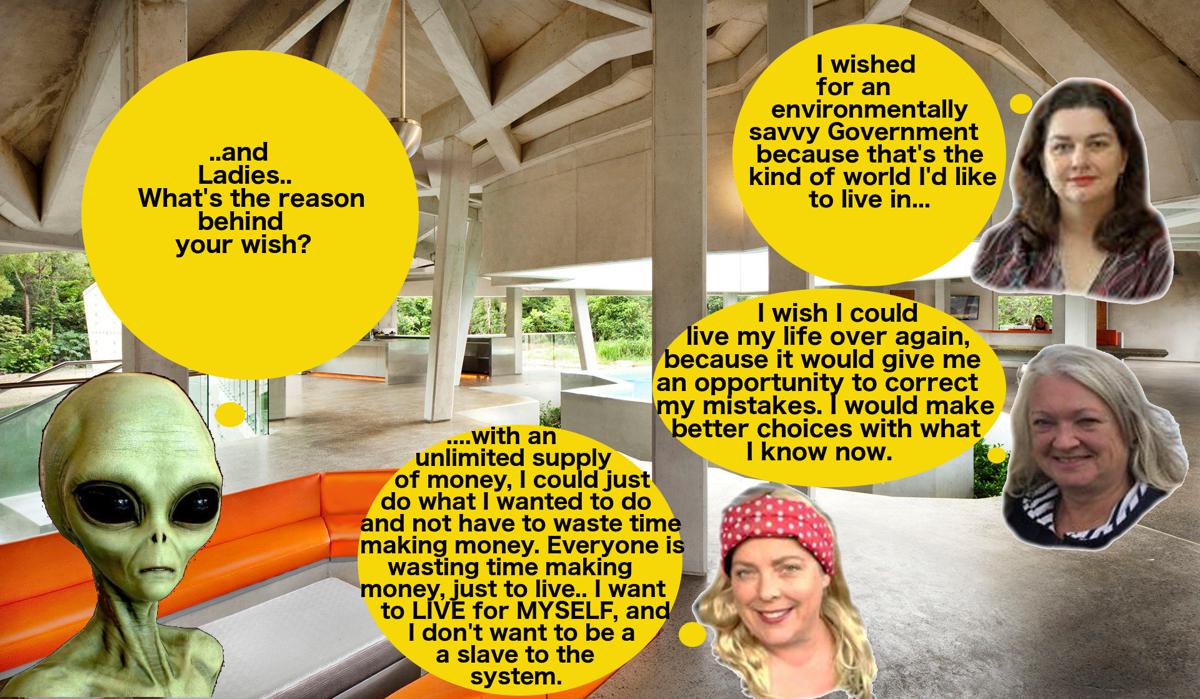 ..and
Ladies..
What's the reason
behind
your wish?
I wished
for an
environmentally
savvy Government
because that's the
kind of world I'd like
to live in...
I wish I could
live my life over again,
because it would give me
an opportunity to correct
my mistakes. I would make
better choices with what
I know now.
....with an
unlimited supply
of money, I could just
do what I wanted to do
and not have to waste time
making money. Everyone is
wasting time making
money, just to live.. I want
to LIVE for MYSELF, and
I don't want to be a
a slave to the
system.